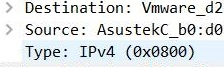 > Destination: Vmware_d2
> Source: AsustekC_b0:d0
Type: IPv4 (0x0800)